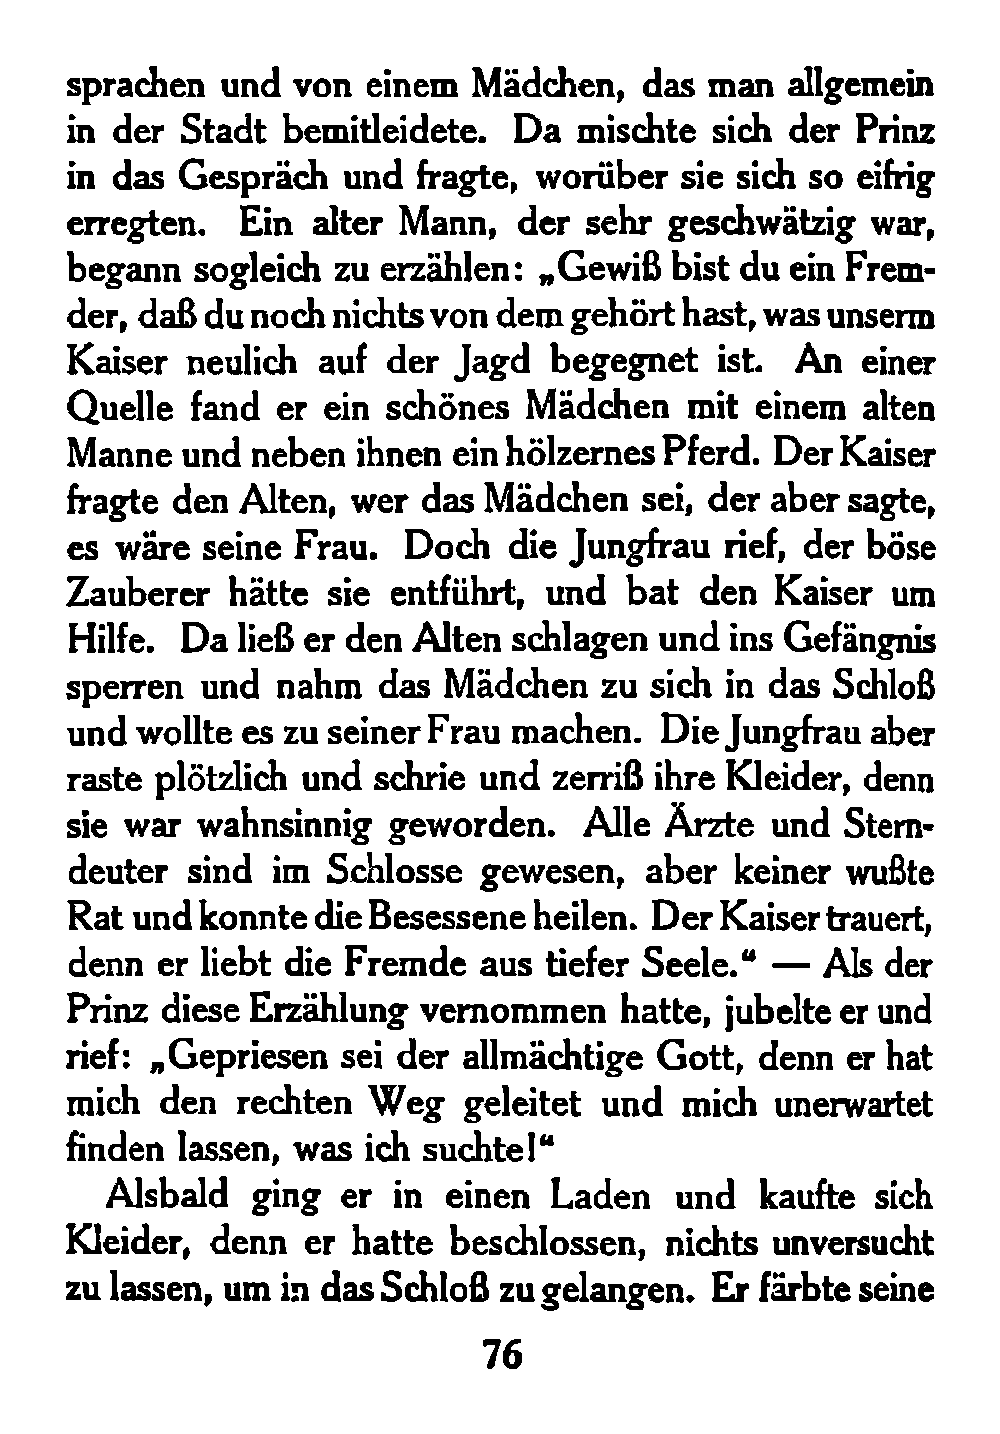 sprachen und von einem Mädchen, das man allgemein
in der Stadt bemitleidete. Da mischte sich der Prinz
in das Gespräch und fragte, worüber sie sich so eifrig
erregten. Ein alter Mann, der sehr geschwätzig war,
begann sogleich zu erzählen: „Gewiß bist du ein Frem-
der, daß du noch nichts von dem gehört hast, was unserm
Kaiser neulich auf der Jagd begegnet ist. An einer
Quelle fand er ein schönes Mädchen mit einem alten
Manne und neben ihnen ein hölzernes Pferd. Der Kaiser
fragte den Alten, wer das Mädchen sei, der aber sagte,
es wäre seine Frau. Doch die Jungfrau rief, der böse
Zauberer hätte sie entführt, und bat den Kaiser um
Hilfe. Da ließ er den Alten schlagen und ins Gefängnis
sperren und nahm das Mädchen zu sich in das Schloß
und wollte es zu seiner Frau machen. Die Jungfrau aber
raste plötzlich und schrie und zerriß ihre Kleider, denn
sie war wahnsinnig geworden. Alle Ärzte und Stern-
deuter sind im Schlosse gewesen, aber keiner wußte
Rat und konnte die Besessene heilen. Der Kaiser trauert,
denn er liebt die Fremde aus tiefer Seele.“ — Als der
Prinz diese Erzählung vernommen hatte, jubelte er und
rief: „Gepriesen sei der allmächtige Gott, denn er hat
mich den rechten Weg geleitet und mich unerwartet
finden lassen, was ich suchte!“
Alsbald ging er in einen Laden und kaufte sich
Kleider, denn er hatte beschlossen, nichts unversucht
zu lassen, um in das Schloß zu gelangen. Er färbte seine
76